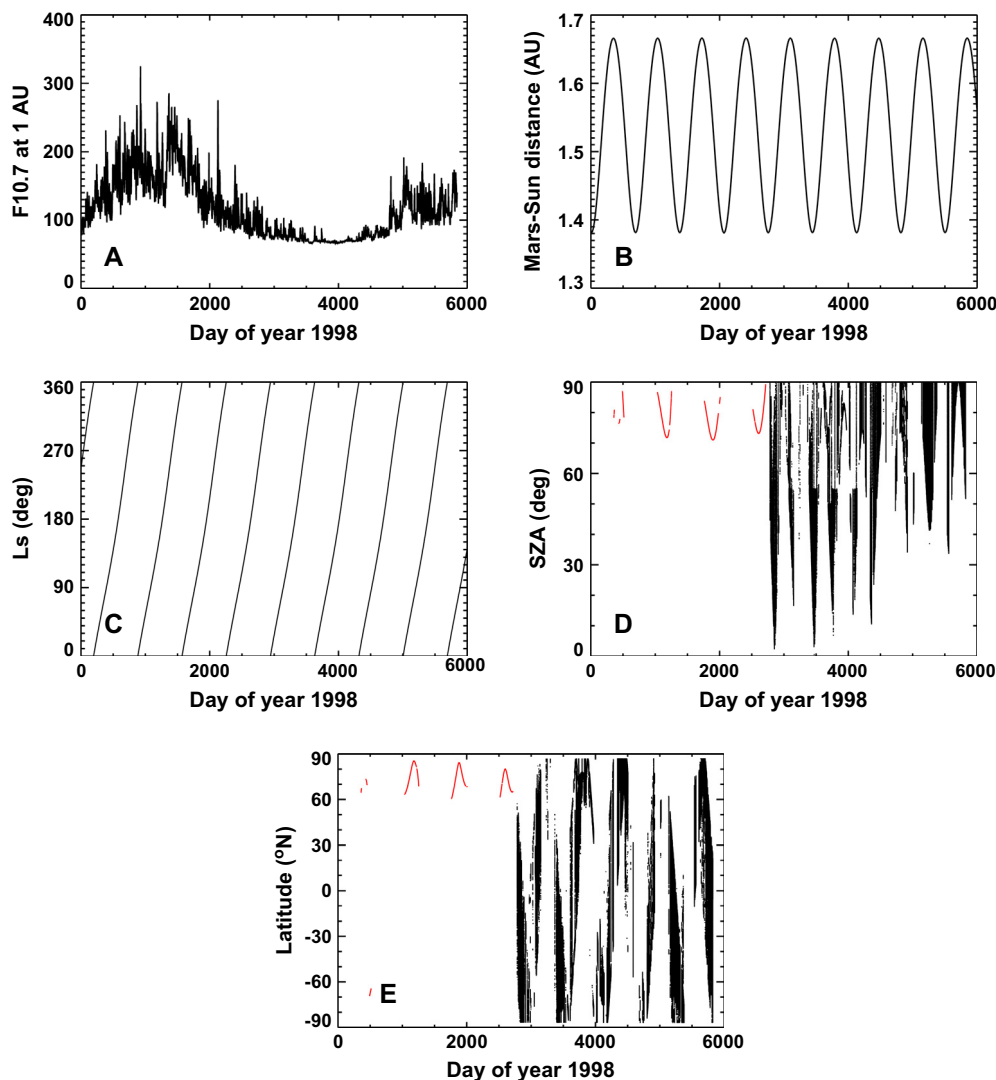 400
300
200
100
0
F10.7 at 1 AU
A
0 2000 4000 6000
Day of year 1998
1.7
1.6
1.5
1.4
1.3
Mars-Sun distance (AU)
B
0 2000 4000 6000
Day of year 1998
360
270
180
90
0
Ls (deg)
C
0 2000 4000 6000
Day of year 1998
90
60
30
0
SZA (deg)
D
0 2000 4000 6000
Day of year 1998
90
60
30
0
-30
-60
-90
Latitude (°N)
E
0 2000 4000 6000
Day of year 1998